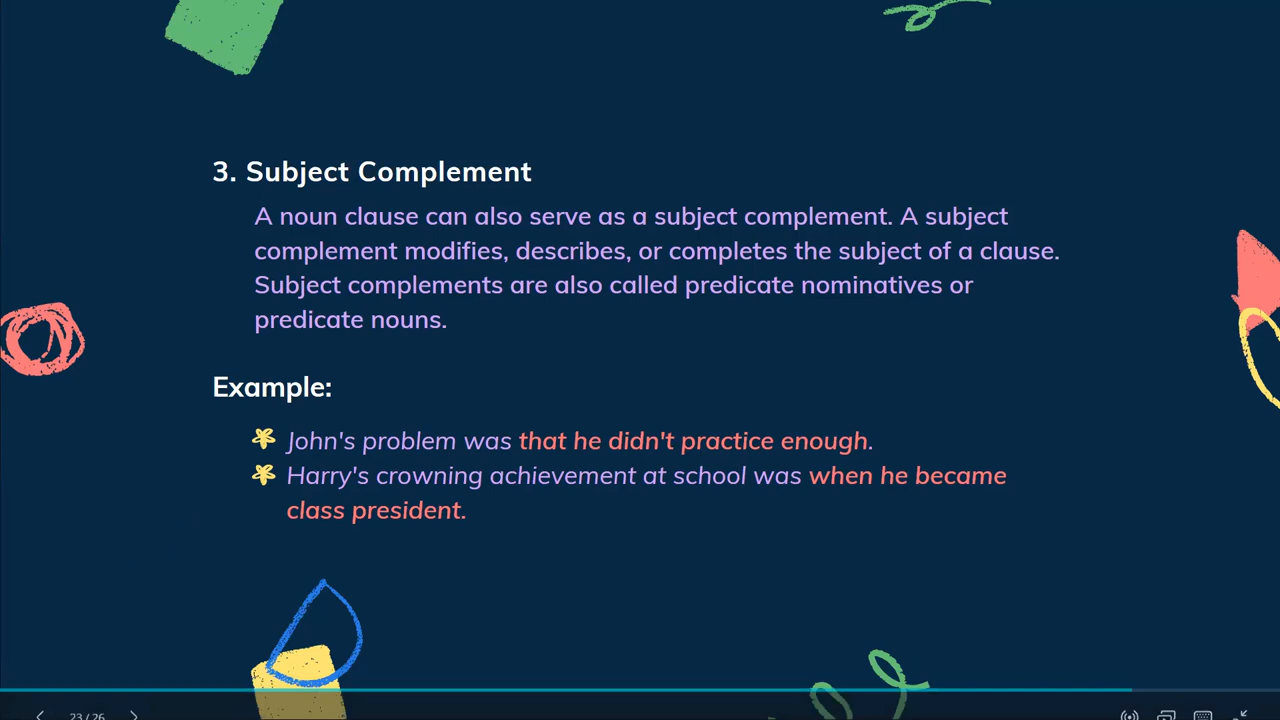 3. Subject Complement
A noun clause can also serve as a subject complement. A subject
complement modifies, describes, or completes the subject of a clause.
Subject complements are also called predicate nominatives or
predicate nouns.
Example:
John's problem was that he didn't practice enough.
Harry's crowning achievement at school was when he became
class president.
23 / 26